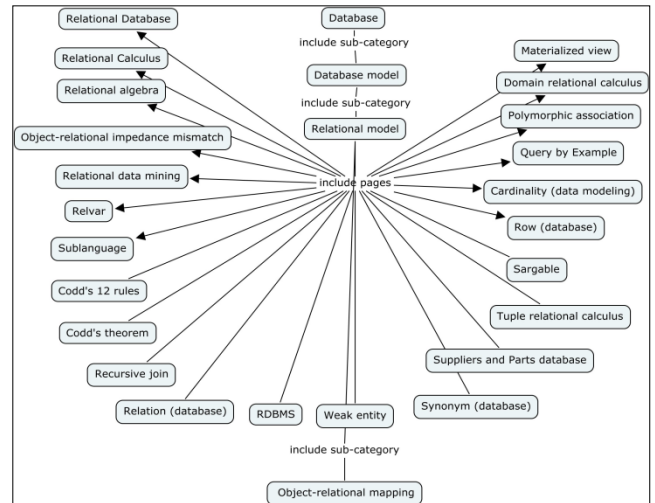 Relational Database
Database
include sub-category
Relational Calculus
Materialized view
Database model
Domain relational calculus
Relational algebra
include sub-category
Polymorphic association
Relational model
Object-relational impedance mismatch
Query by Example
Relational data mining
include pages
Cardinality (data modeling)
Relvar
Row (database)
Sublanguage
Sargable
Codd's 12 rules
Tuple relational calculus
Codd's theorem
Suppliers and Parts database
Recursive join
Synonym (database)
Relation (database)
RDBMS
Weak entity
include sub-category
Object-relational mapping